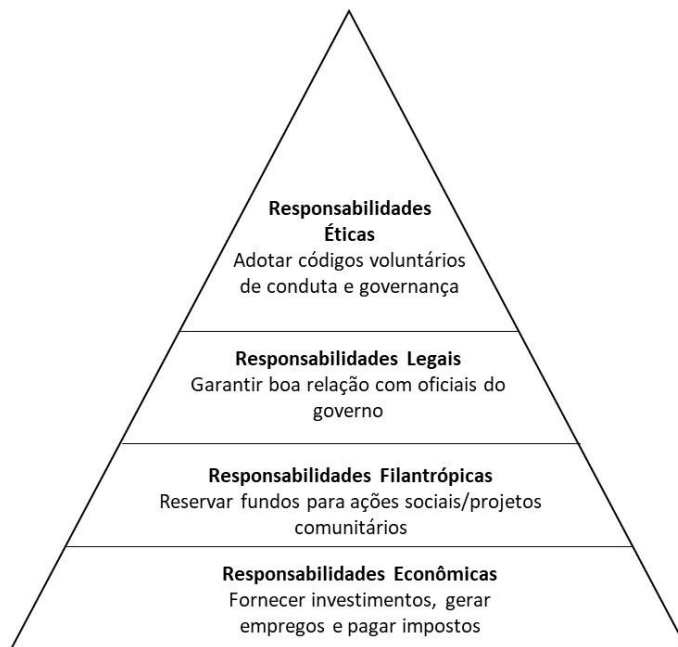 Responsabilidades
Éticas
Adotar códigos voluntários
de conduta e governança
Responsabilidades Legais
Garantir boa relação com oficiais do
governo
Responsabilidades Filantrópicas
Reservar fundos para ações sociais/projetos
comunitários
Responsabilidades Econômicas
Fornecer investimentos, gerar
empregos e pagar impostos